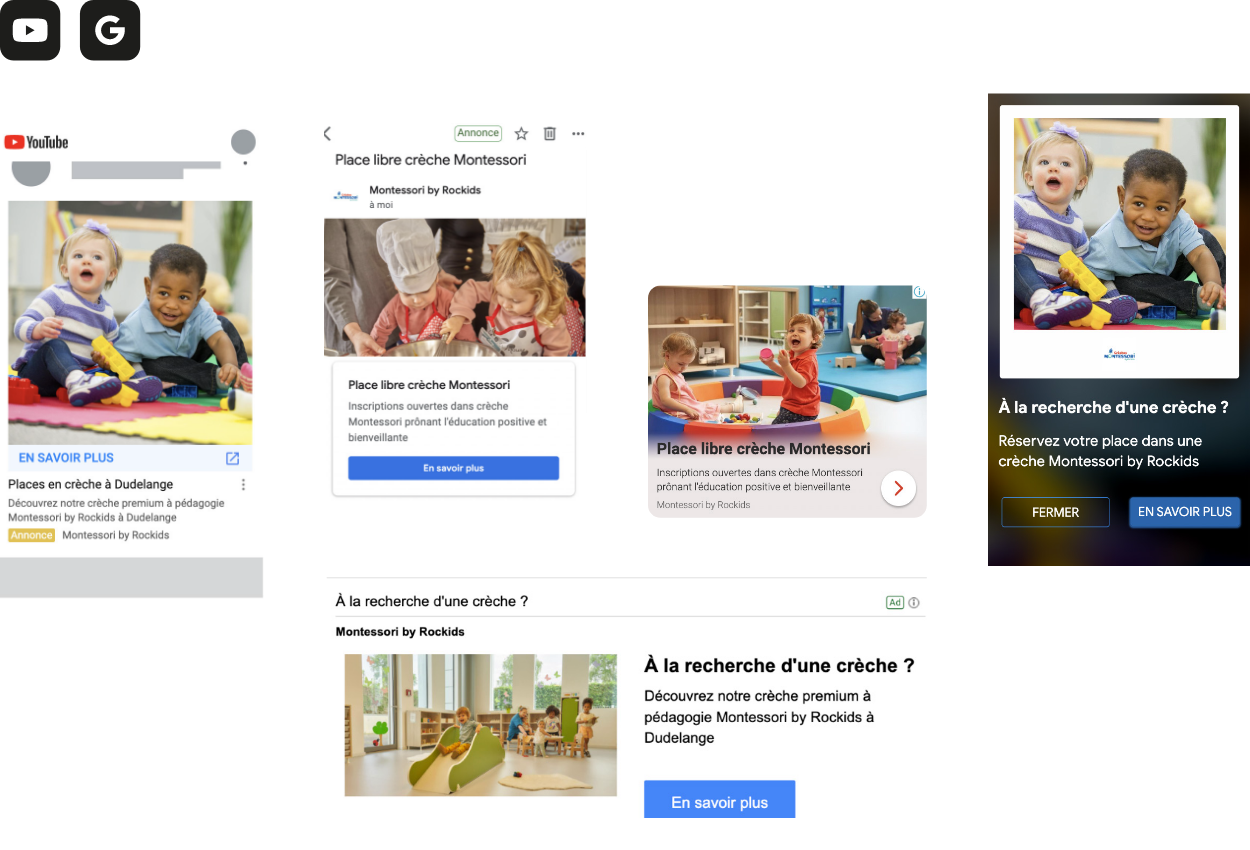 YouTube
EN SAVOIR PLUS
Places en crèche à Dudelange
Découvrez notre crèche premium à pédagogie
Montessori by Rockids à Dudelange
Annonce Montessori by Rockids
Annonce
Place libre crèche Montessori
Montessori by Rockids
à moi
Place libre crèche Montessori
Inscriptions ouvertes dans crèche
Montessori prônant l'éducation positive et
bienveillante
En savoir plus
Place libre crèche Montessori
Inscriptions ouvertes dans crèche Montessori
prônant l'éducation positive et bienveillante
Montessori by Rockids
À la recherche d'une crèche ?
Ad
Montessori by Rockids
À la recherche d'une crèche ?
Découvrez notre crèche premium à
pédagogie Montessori by Rockids à
Dudelange
En savoir plus
MONTESSORI
À la recherche d'une crèche ?
Réservez votre place dans une
crèche Montessori by Rockids
FERMER
EN SAVOIR PLUS